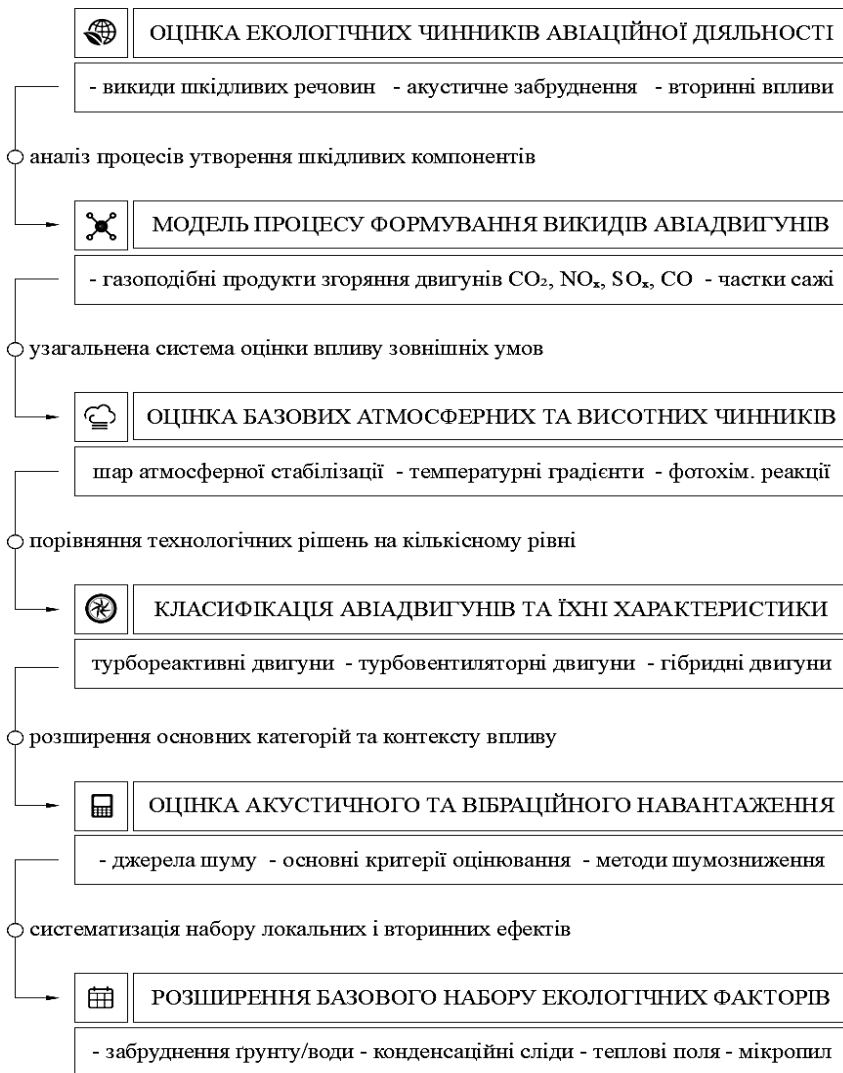 ОЦІНКА ЕКОЛОГІЧНИХ ЧИННИКІВ АВІАЦІЙНОЇ ДІЯЛЬНОСТІ
- викиди шкідливих речовин - акустичне забруднення - вторинні впливи
аналіз процесів утворення шкідливих компонентів
МОДЕЛЬ ПРОЦЕСУ ФОРМУВАННЯ ВИКИДІВ АВІАДВИГУНІВ
- газоподібні продукти згоряння двигунів CO₂, NOₓ, SOₓ, CO - частки сажі
узагальнена система оцінки впливу зовнішніх умов
ОЦІНКА БАЗОВИХ АТМОСФЕРНИХ ТА ВИСОТНИХ ЧИННИКІВ
шар атмосферної стабілізації - температурні градієнти - фотохім. реакції
порівняння технологічних рішень на кількісному рівні
КЛАСИФІКАЦІЯ АВІАДВИГУНІВ ТА ЇХНІ ХАРАКТЕРИСТИКИ
турбореактивні двигуни - турбовентиляторні двигуни - гібридні двигуни
розширення основних категорій та контексту впливу
ОЦІНКА АКУСТИЧНОГО ТА ВІБРАЦІЙНОГО НАВАНТАЖЕННЯ
- джерела шуму - основні критерії оцінювання - методи шумозниження
систематизація набору локальних і вторинних ефектів
РОЗШИРЕННЯ БАЗОВОГО НАБОРУ ЕКОЛОГІЧНИХ ФАКТОРІВ
- забруднення ґрунту/води - конденсаційні сліди - теплові поля - мікропил